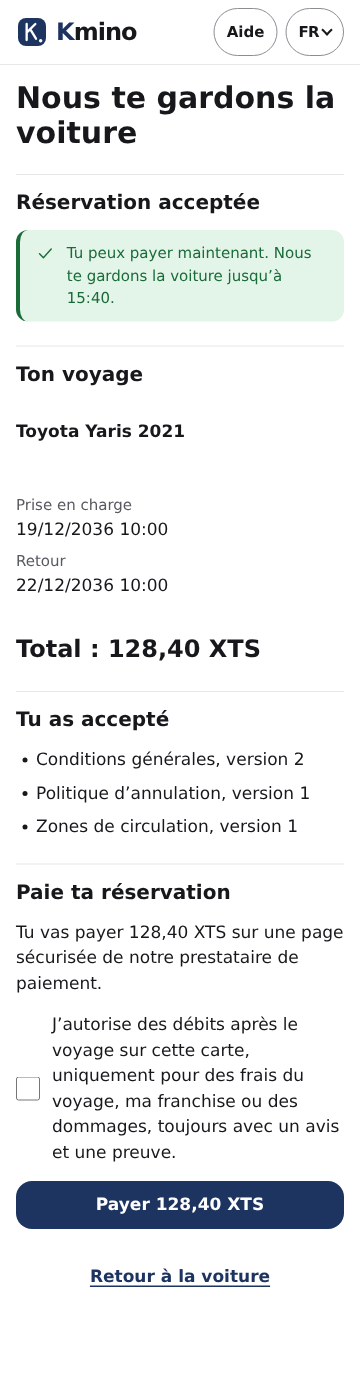 Kmino
Aide
FR
Nous te gardons la
voiture
Réservation acceptée
Tu peux payer maintenant. Nous
te gardons la voiture jusqu’à
15:40.
Ton voyage
Toyota Yaris 2021
Prise en charge
19/12/2036 10:00
Retour
22/12/2036 10:00
Total : 128,40 XTS
Tu as accepté
• Conditions générales, version 2
• Politique d’annulation, version 1
• Zones de circulation, version 1
Paie ta réservation
Tu vas payer 128,40 XTS sur une page
sécurisée de notre prestataire de
paiement.
J’autorise des débits après le
voyage sur cette carte,
uniquement pour des frais du
voyage, ma franchise ou des
dommages, toujours avec un avis
et une preuve.
Payer 128,40 XTS
Retour à la voiture